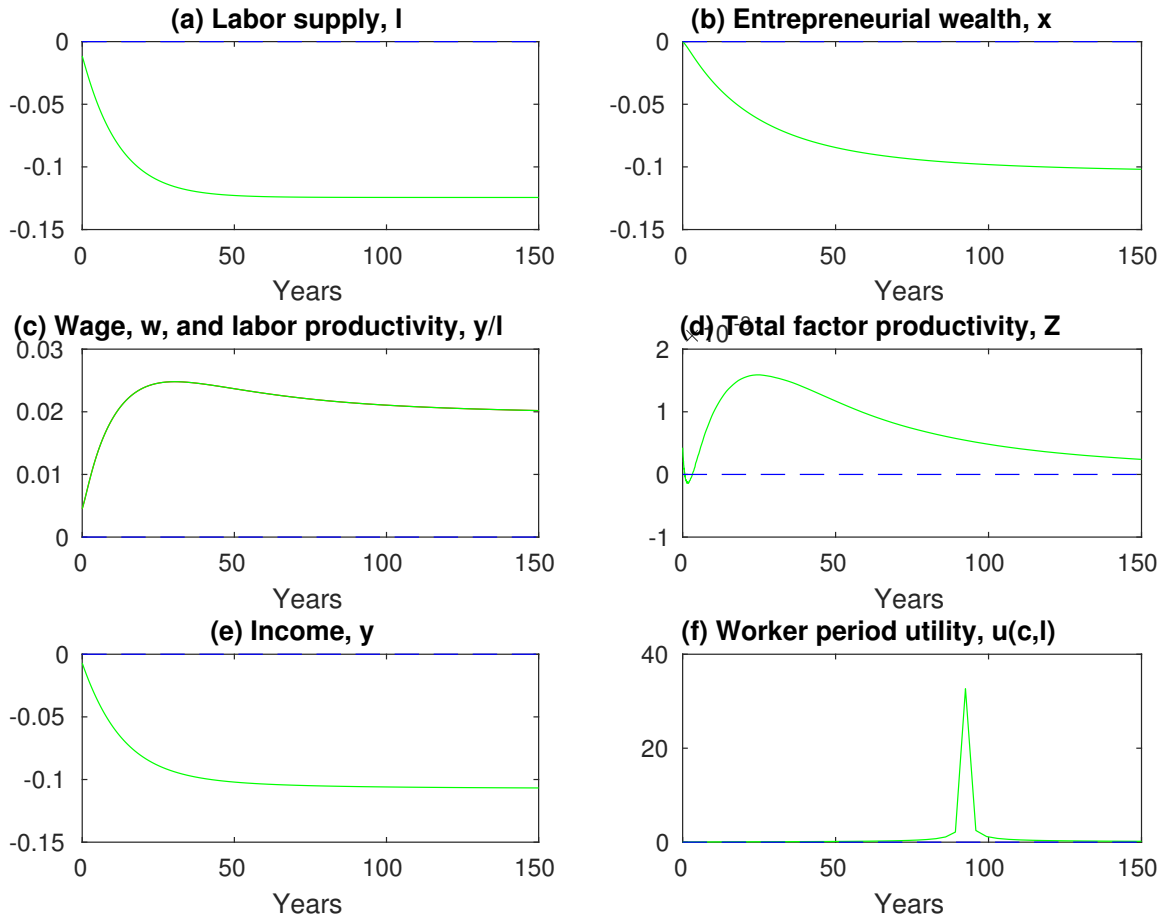 (a) Labor supply, l
0
-0.05
-0.1
-0.15
0 50 100 150
Years
(b) Entrepreneurial wealth, x
0
-0.05
-0.1
-0.15
0 50 100 150
Years
(c) Wage, w, and labor productivity, y/l
0.03
0.02
0.01
0
0 50 100 150
Years
(d) Total factor productivity, Z
2
1
0
-1
0 50 100 150
Years
(e) Income, y
0
-0.05
-0.1
-0.15
0 50 100 150
Years
(f) Worker period utility, u(c,l)
40
20
0
0 50 100 150
Years